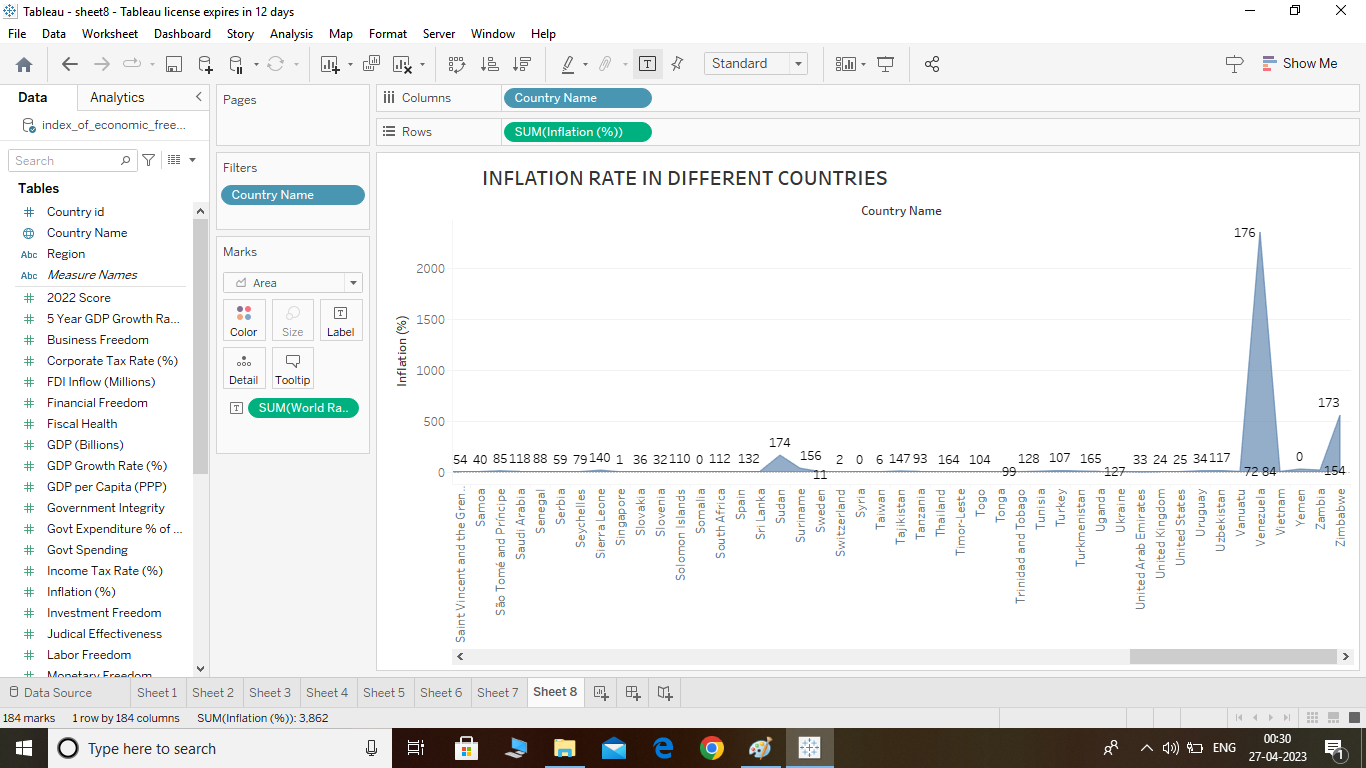 Tableau - sheet8 - Tableau license expires in 12 days
File Data Worksheet Dashboard Story Analysis Map Format Server Window Help
Standard
Show Me
Data Analytics
index_of_economic_free...
Search
Tables
Country id
Country Name
Abc Region
Abc Measure Names
2022 Score
5 Year GDP Growth Ra...
Business Freedom
Corporate Tax Rate (%)
FDI Inflow (Millions)
Financial Freedom
Fiscal Health
GDP (Billions)
GDP Growth Rate (%)
GDP per Capita (PPP)
Government Integrity
Govt Expenditure % of ...
Govt Spending
Income Tax Rate (%)
Inflation (%)
Investment Freedom
Judical Effectiveness
Labor Freedom
Monetary Freedom
Pages
Filters
Country Name
Marks
Area
Color Size Label
Detail Tooltip
SUM(World Ra..
Columns Country Name
Rows SUM(Inflation (%))
INFLATION RATE IN DIFFERENT COUNTRIES
Country Name
Inflation (%)
2000
1500
1000
500
0
176
173
174
54 40 85 118 88 59 79 140 1 36 32 110 0 112 132 156 2 0 6 147 93 164 104 128 107 165 33 24 25 34 117 0
11 99 127 72 84 154
Saint Vincent and the Gren..
Samoa
São Tomé and Príncipe
Saudi Arabia
Senegal
Serbia
Seychelles
Sierra Leone
Singapore
Slovakia
Slovenia
Solomon Islands
Somalia
South Africa
Spain
Sri Lanka
Sudan
Suriname
Sweden
Switzerland
Syria
Taiwan
Tajikistan
Tanzania
Thailand
Timor-Leste
Togo
Tonga
Trinidad and Tobago
Tunisia
Turkey
Turkmenistan
Uganda
Ukraine
United Arab Emirates
United Kingdom
United States
Uruguay
Uzbekistan
Vanuatu
Venezuela
Vietnam
Yemen
Zambia
Zimbabwe
Data Source Sheet 1 Sheet 2 Sheet 3 Sheet 4 Sheet 5 Sheet 6 Sheet 7 Sheet 8
184 marks 1 row by 184 columns SUM(Inflation (%)): 3,862
Type here to search
ENG
00:30
27-04-2023
1